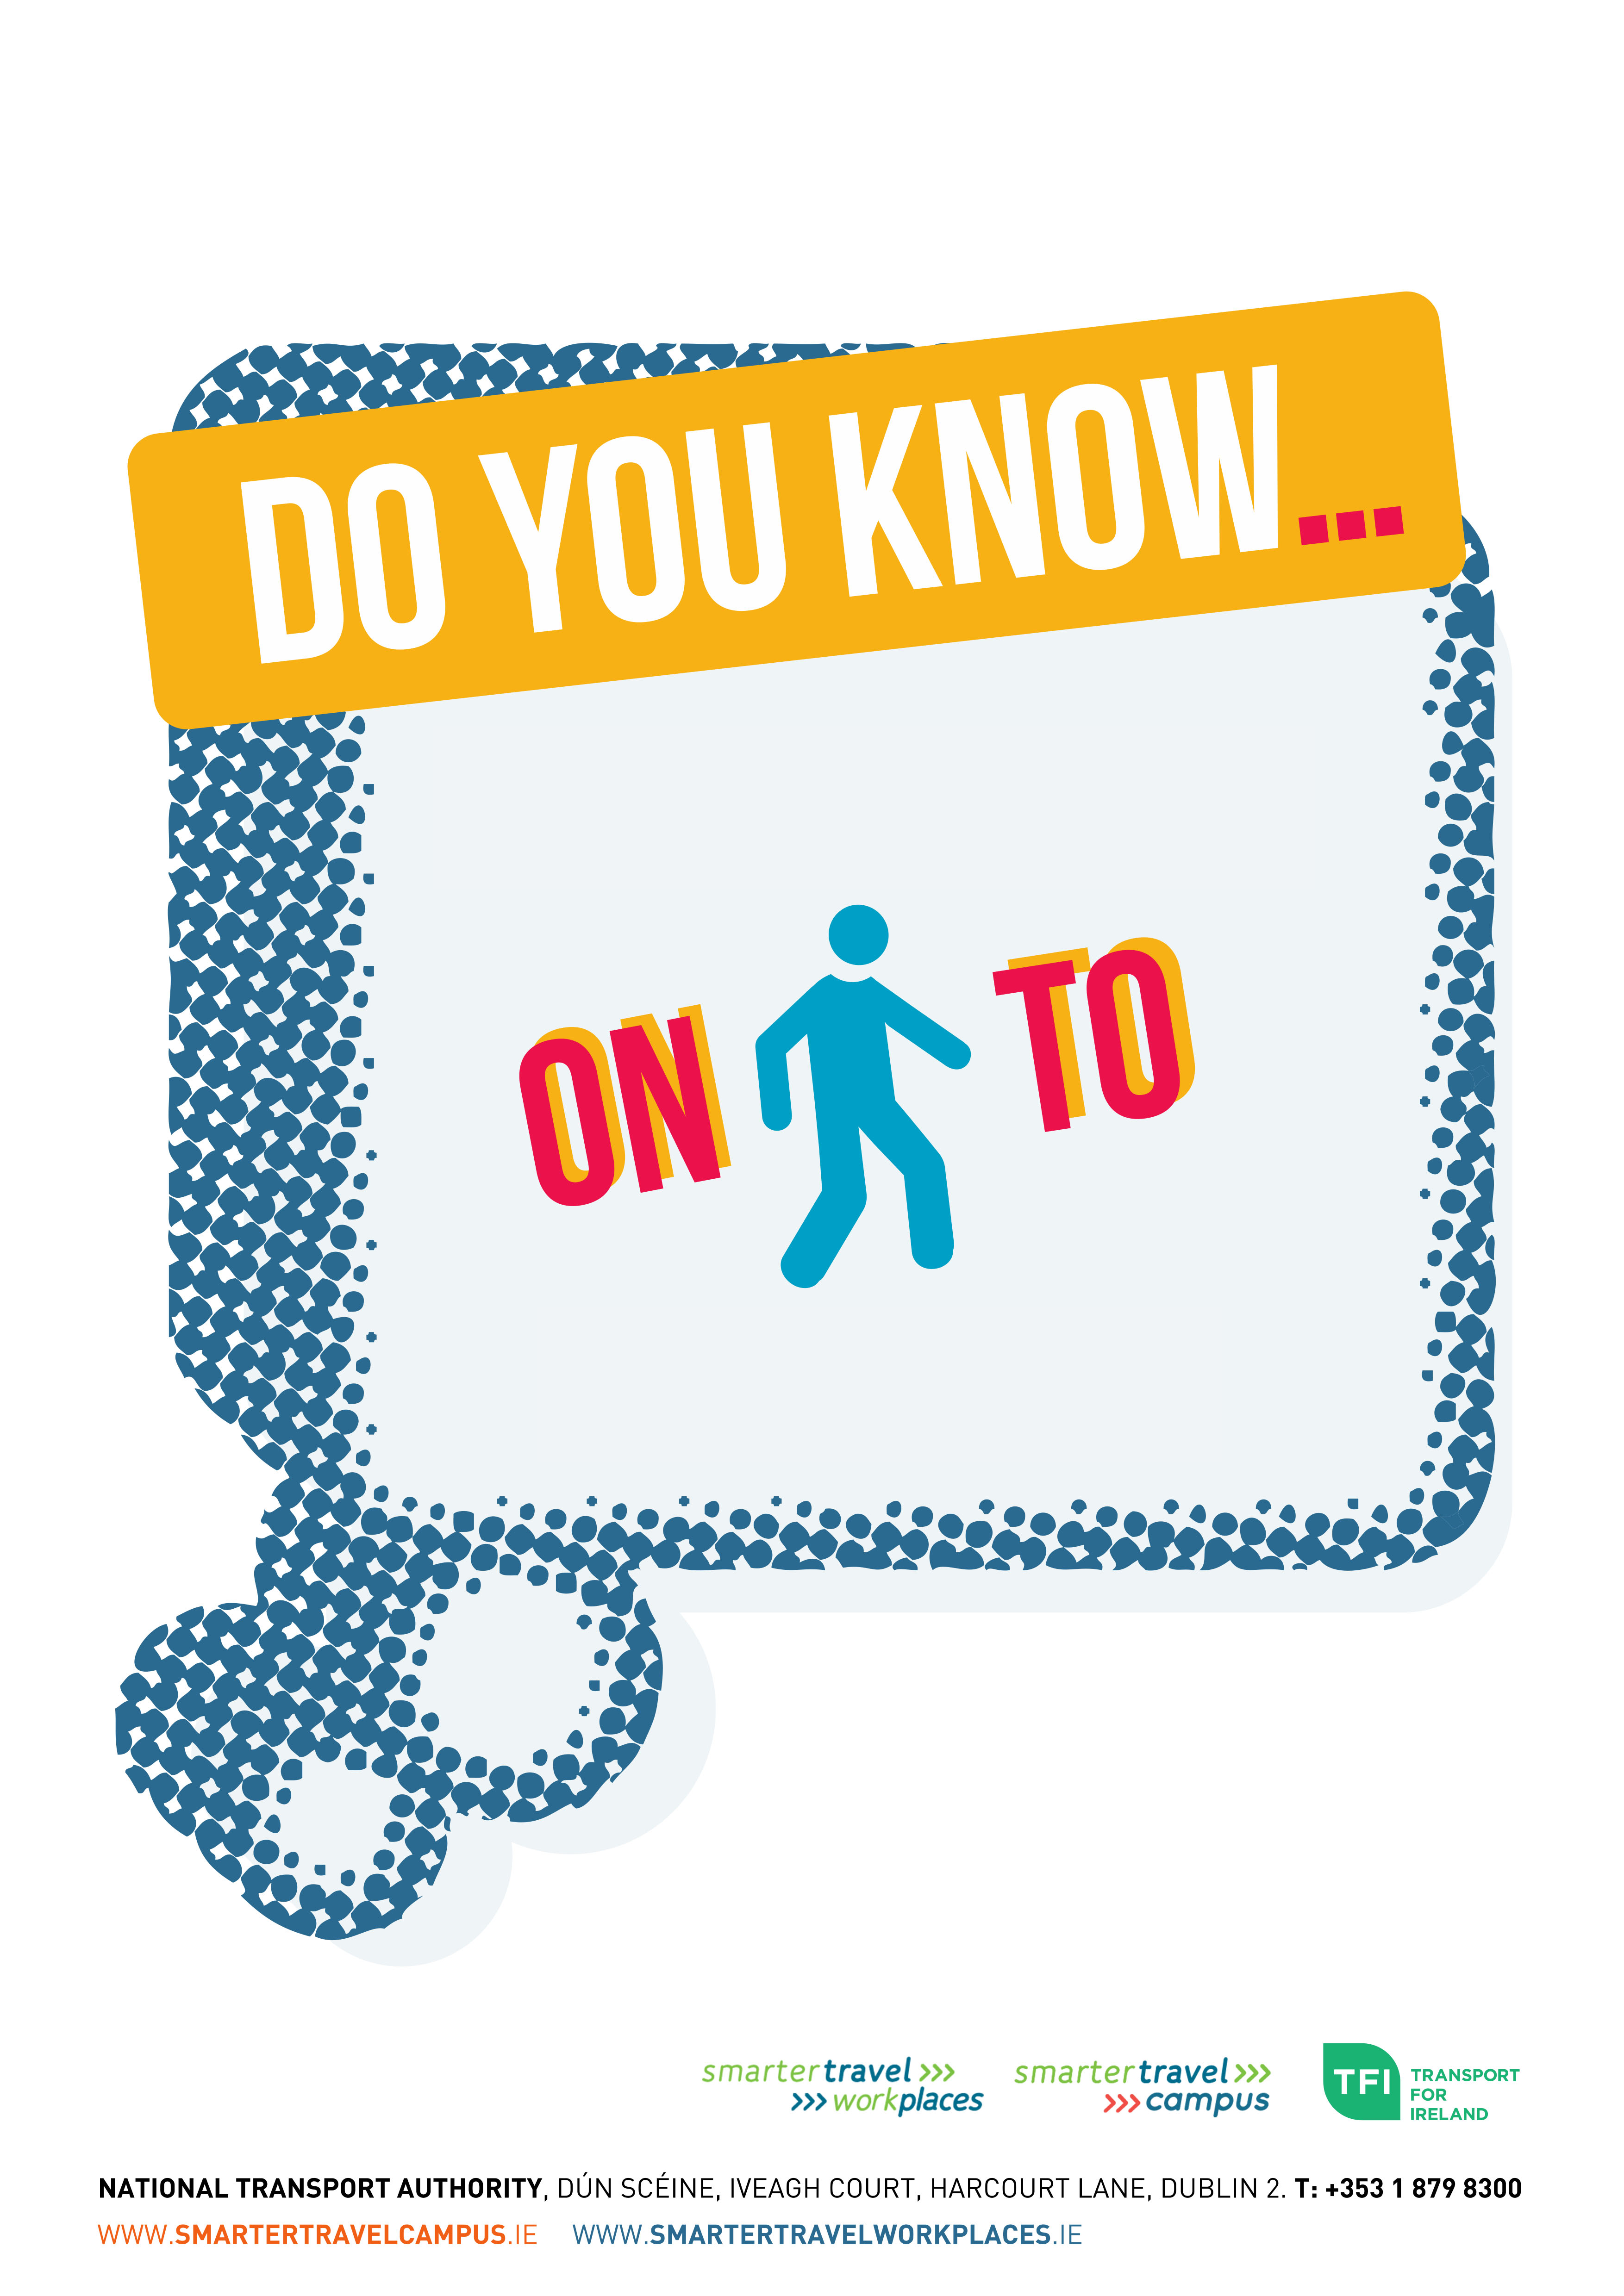 DO YOU KNOW...
ON TO
smartertravel >>>
>>> workplaces
smartertravel >>>
>>> campus
TFI TRANSPORT
FOR
IRELAND
NATIONAL TRANSPORT AUTHORITY, DÚN SCÉINE, IVEAGH COURT, HARCOURT LANE, DUBLIN 2. T: +353 1 879 8300
WWW.SMARTERTRAVELCAMPUS.IE WWW.SMARTERTRAVELWORKPLACES.IE